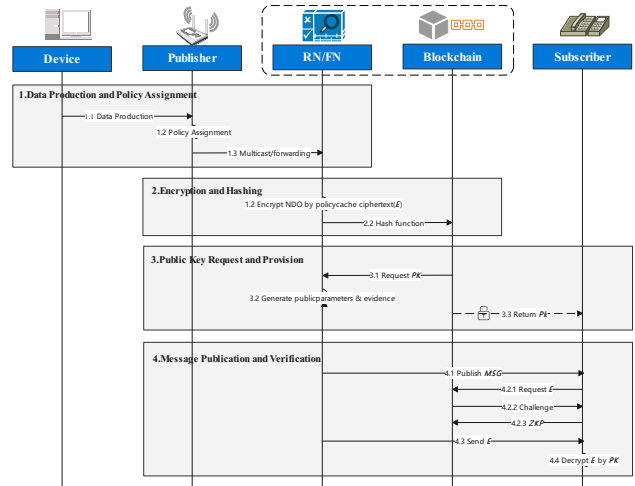 Device
Publisher
RN/FN
Blockchain
Subscriber
1.Data Production and Policy Assignment
1.1 Data Production
1.2 Policy Assignment
1.3 Multicast/forwarding
2.Encryption and Hashing
1.2 Encrypt NDO by policycache ciphertext(E)
2.2 Hash function
3.Public Key Request and Provision
3.1 Request PK
3.2 Generate publicparameters & evidence
3.3 Return Pk
4.Message Publication and Verification
4.1 Publish MSG
4.2.1 Request E
4.2.2 Challenge
4.2.3 ZKP
4.3 Send E
4.4 Decrypt E by PK